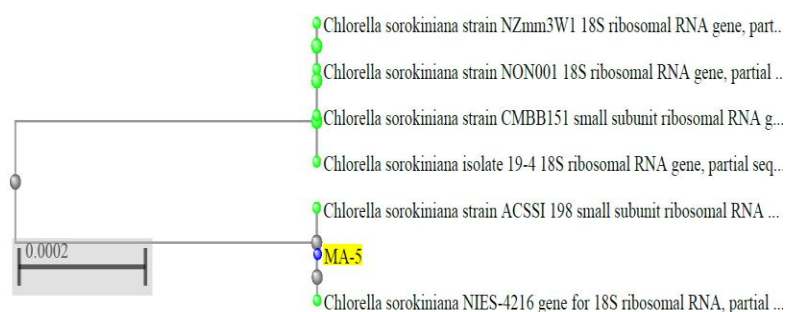 Chlorella sorokiniana strain NZmm3W1 18S ribosomal RNA gene, part..
Chlorella sorokiniana strain NON001 18S ribosomal RNA gene, partial ..
Chlorella sorokiniana strain CMBB151 small subunit ribosomal RNA g...
Chlorella sorokiniana isolate 19-4 18S ribosomal RNA gene, partial seq..
Chlorella sorokiniana strain ACSSI 198 small subunit ribosomal RNA ...
0.0002
MA-5
Chlorella sorokiniana NIES-4216 gene for 18S ribosomal RNA, partial ...